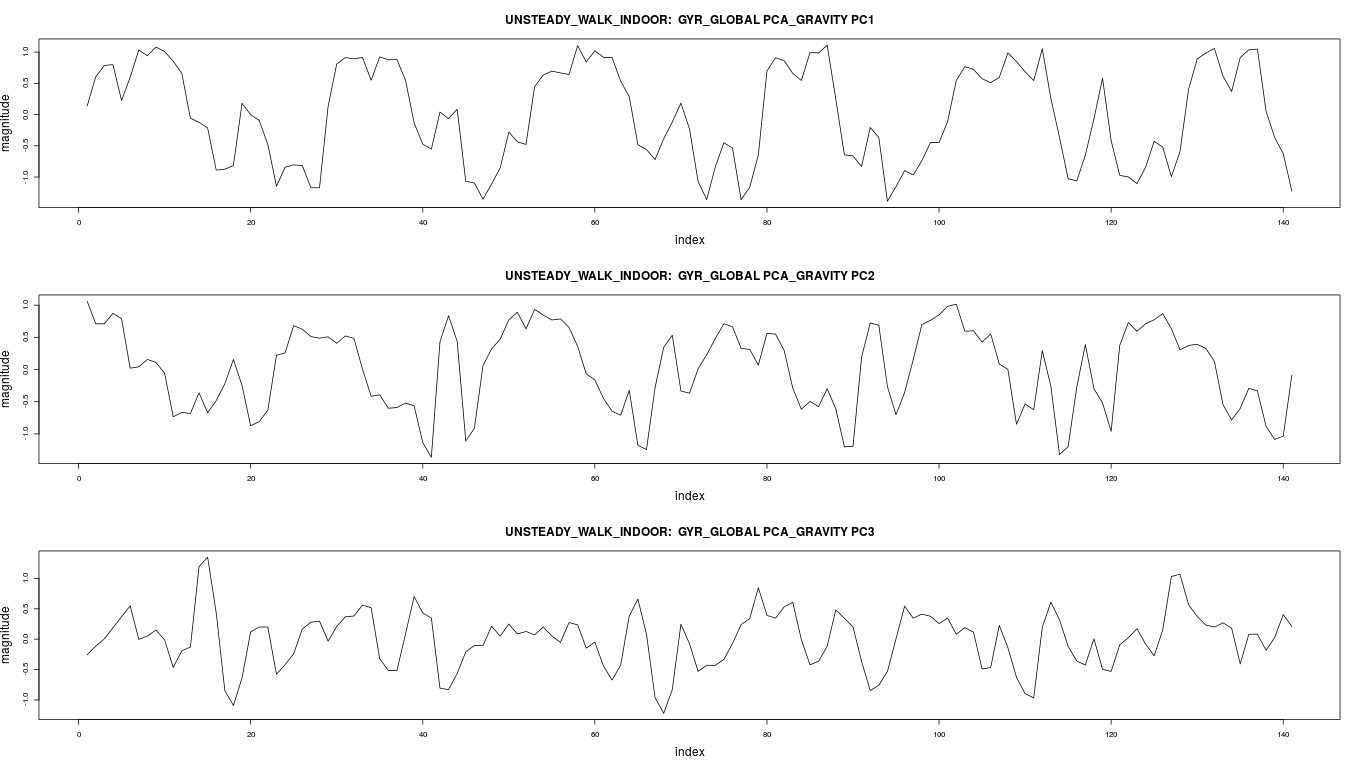 UNSTEADY_WALK_INDOOR: GYR_GLOBAL PCA_GRAVITY PC1
magnitude
1.0
0.5
0.0
-0.5
-1.0
0 20 40 60 80 100 120 140
index
UNSTEADY_WALK_INDOOR: GYR_GLOBAL PCA_GRAVITY PC2
magnitude
1.0
0.5
0.0
-0.5
-1.0
0 20 40 60 80 100 120 140
index
UNSTEADY_WALK_INDOOR: GYR_GLOBAL PCA_GRAVITY PC3
magnitude
1.0
0.5
0.0
-0.5
-1.0
0 20 40 60 80 100 120 140
index